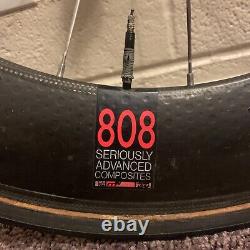 808
SERIOUSLY
ADVANCED
COMPOSITES